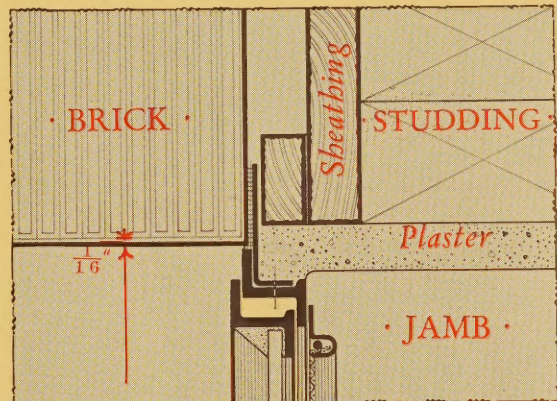 · BRICK ·
Sheathing
· STUDDING ·
Plaster
1/16"
· JAMB ·